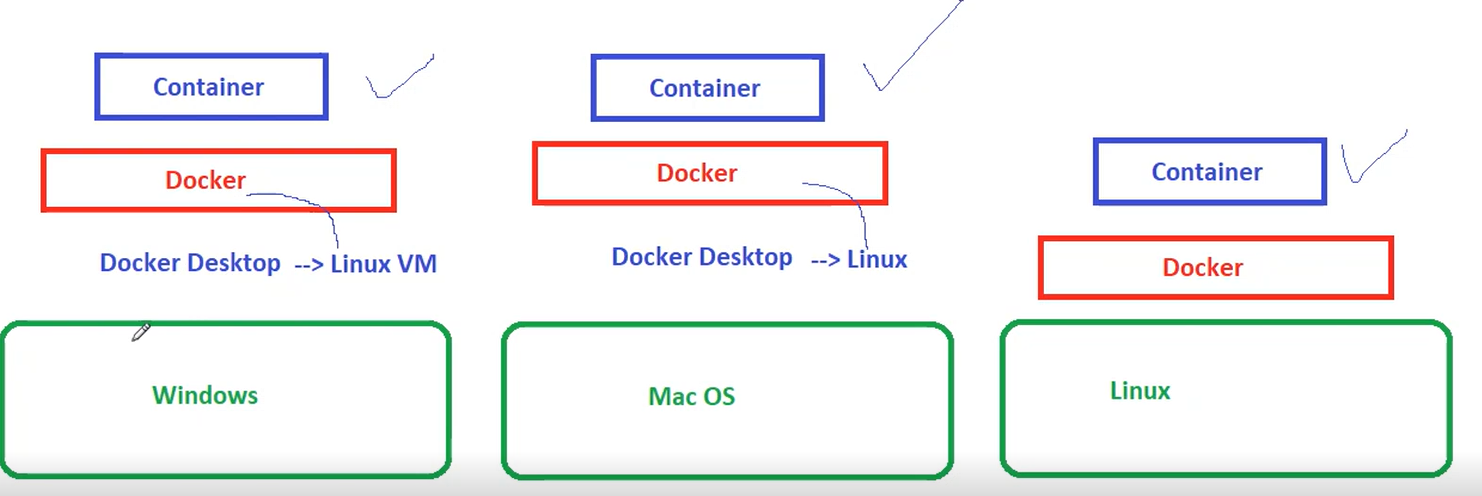 Container
Docker
Docker Desktop --> Linux VM
Windows
Container
Docker
Docker Desktop --> Linux
Mac OS
Container
Docker
Linux